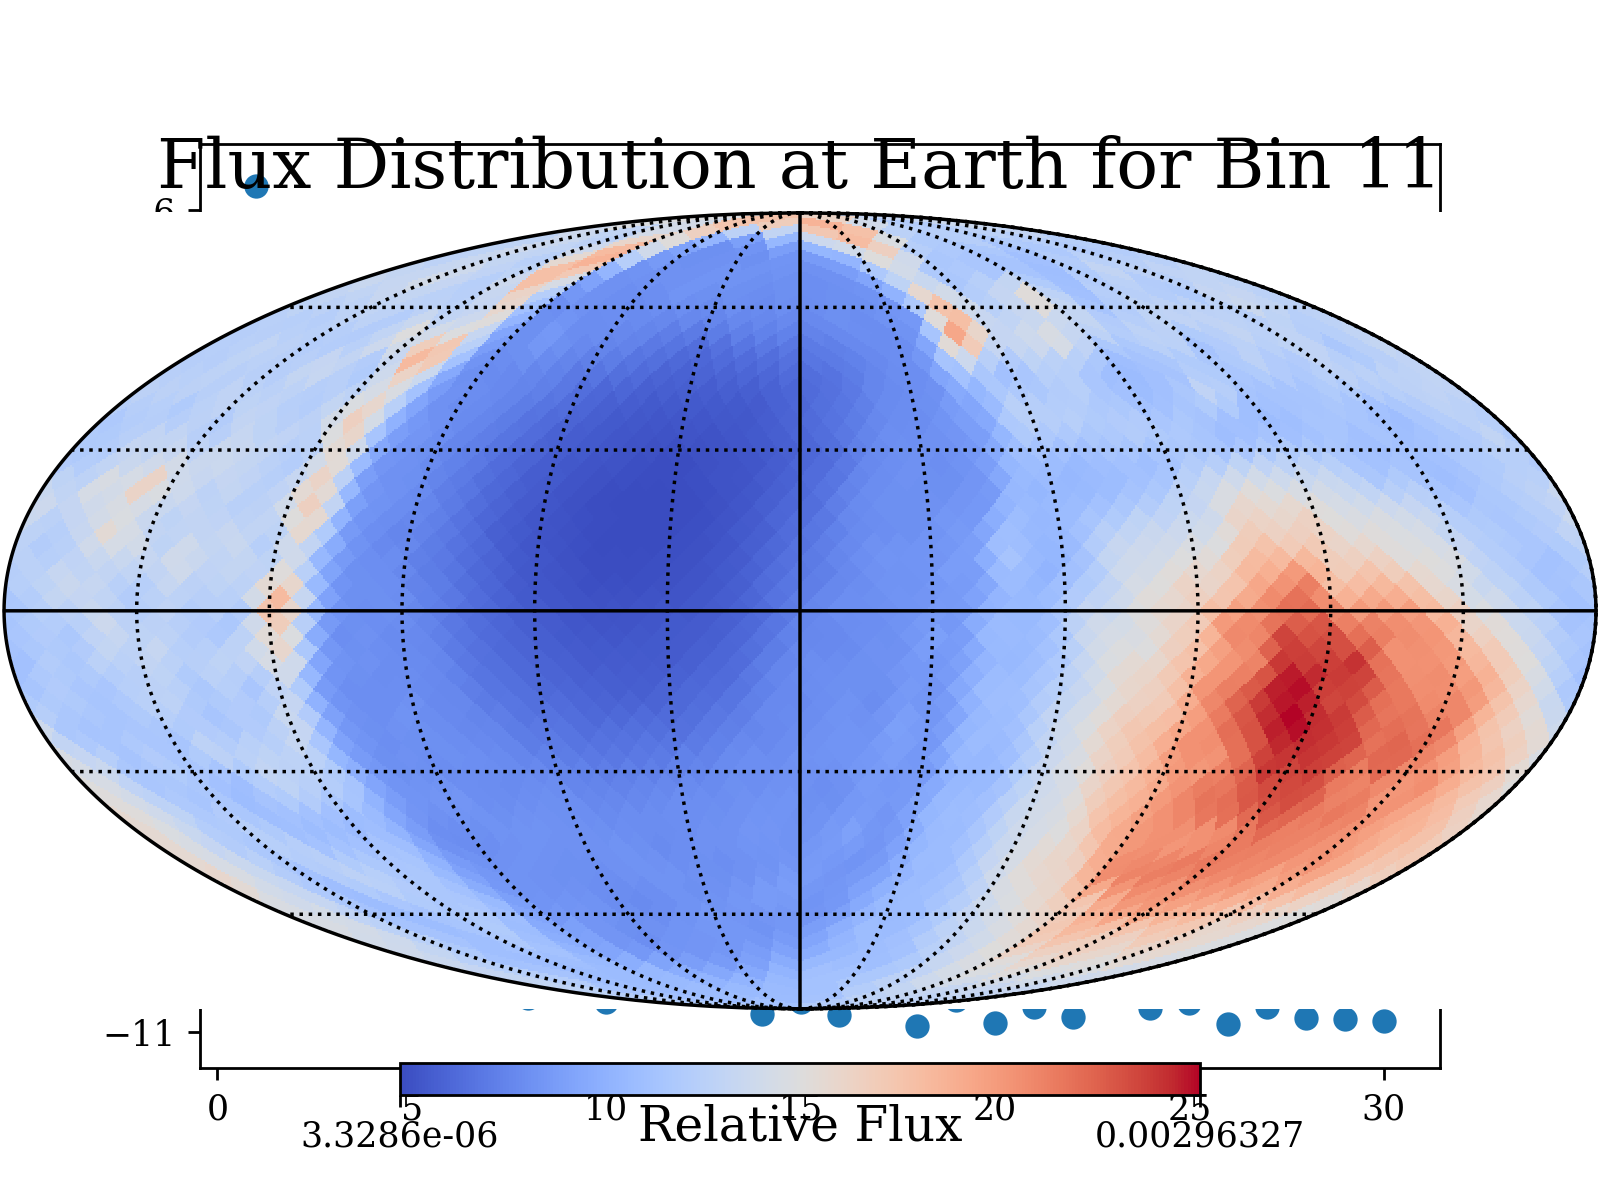 Flux Distribution at Earth for Bin 11
6
−11
0 5 10 15 20 25 30
3.3286e-06 Relative Flux 0.00296327